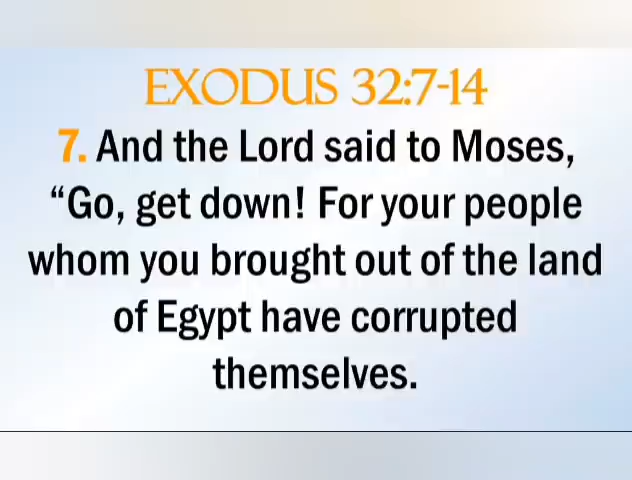 EXODUS 32:7-14
7. And the Lord said to Moses,
“Go, get down! For your people
whom you brought out of the land
of Egypt have corrupted
themselves.